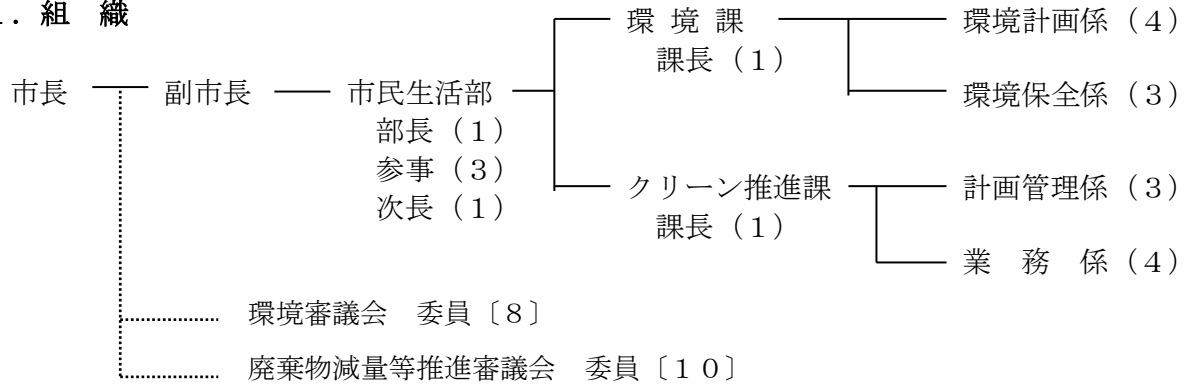 ．組　織
環 境 課
環境計画係（４）
課長（１）
市長
副市長
市民生活部
環境保全係（３）
部長（１）
参事（３）
クリーン推進課
計画管理係（３）
次長（１）
課長（１）
業　務　係（４）
環境審議会　委員〔８〕
廃棄物減量等推進審議会　委員〔１０〕